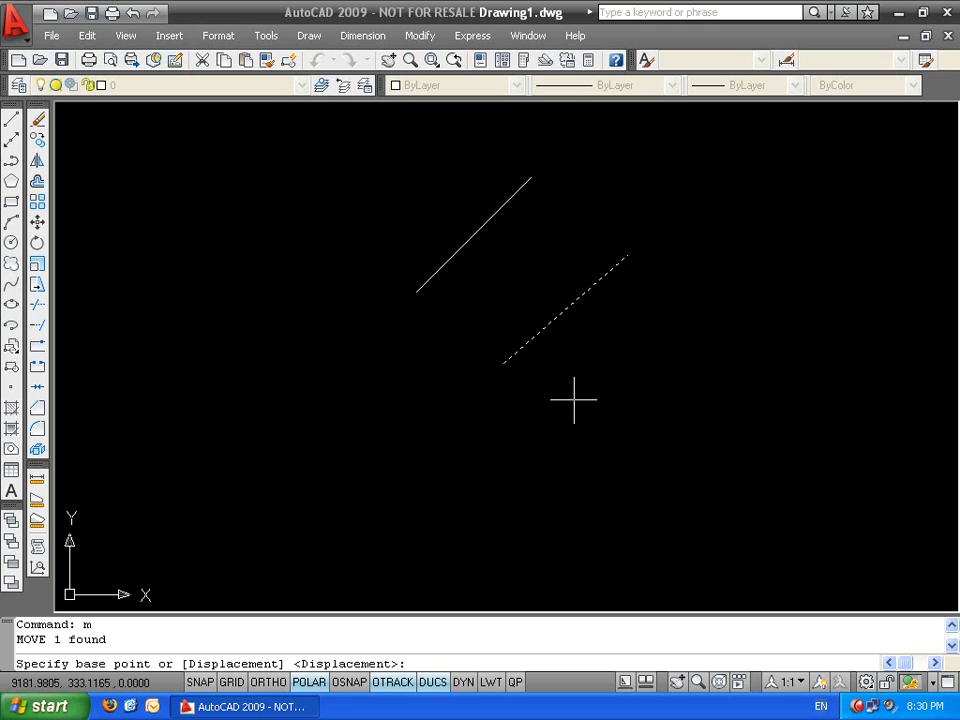 AutoCAD 2009 - NOT FOR RESALE Drawing1.dwg
Type a keyword or phrase
File Edit View Insert Format Tools Draw Dimension Modify Express Window Help
0 ByLayer ByLayer ByLayer ByColor
A
Y
X
Command: m
MOVE 1 found
Specify base point or [Displacement] <Displacement>:
9181.9805, 333.1165, 0.0000 SNAP GRID ORTHO POLAR OSNAP OTRACK DUCS DYN LWT QP 1:1
start AutoCAD 2009 - NOT... EN 8:30 PM